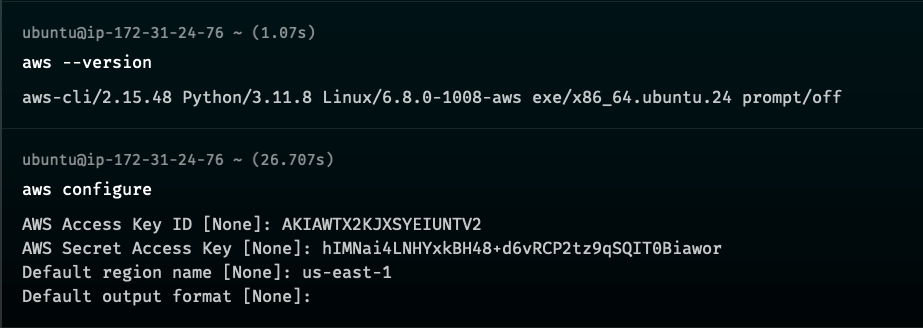 ubuntu@ip-172-31-24-76 ~ (1.07s)
aws --version
aws-cli/2.15.48 Python/3.11.8 Linux/6.8.0-1008-aws exe/x86_64.ubuntu.24 prompt/off
ubuntu@ip-172-31-24-76 ~ (26.707s)
aws configure
AWS Access Key ID [None]: AKIAWTX2KJXSYEIUNTV2
AWS Secret Access Key [None]: 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
Default region name [None]: us-east-1
Default output format [None]: